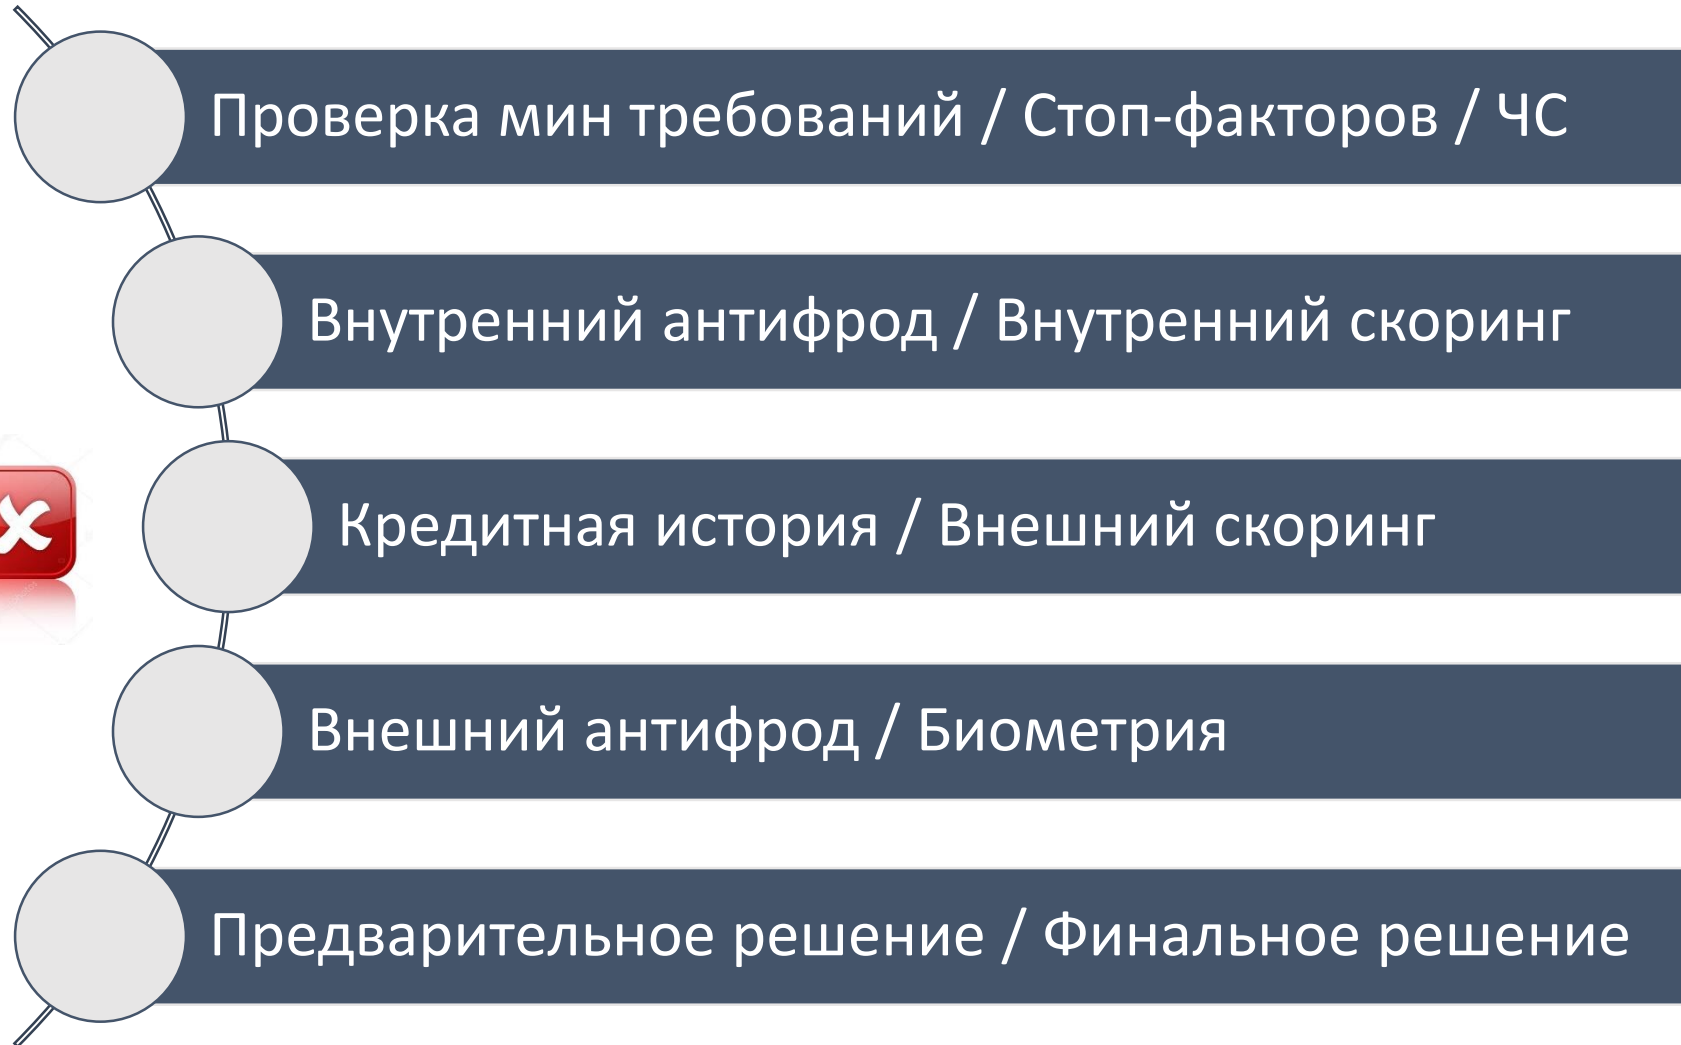 Проверка мин требований / Стоп-факторов / ЧС
Внутренний антифрод / Внутренний скоринг
Кредитная история / Внешний скоринг
Внешний антифрод / Биометрия
Предварительное решение / Финальное решение